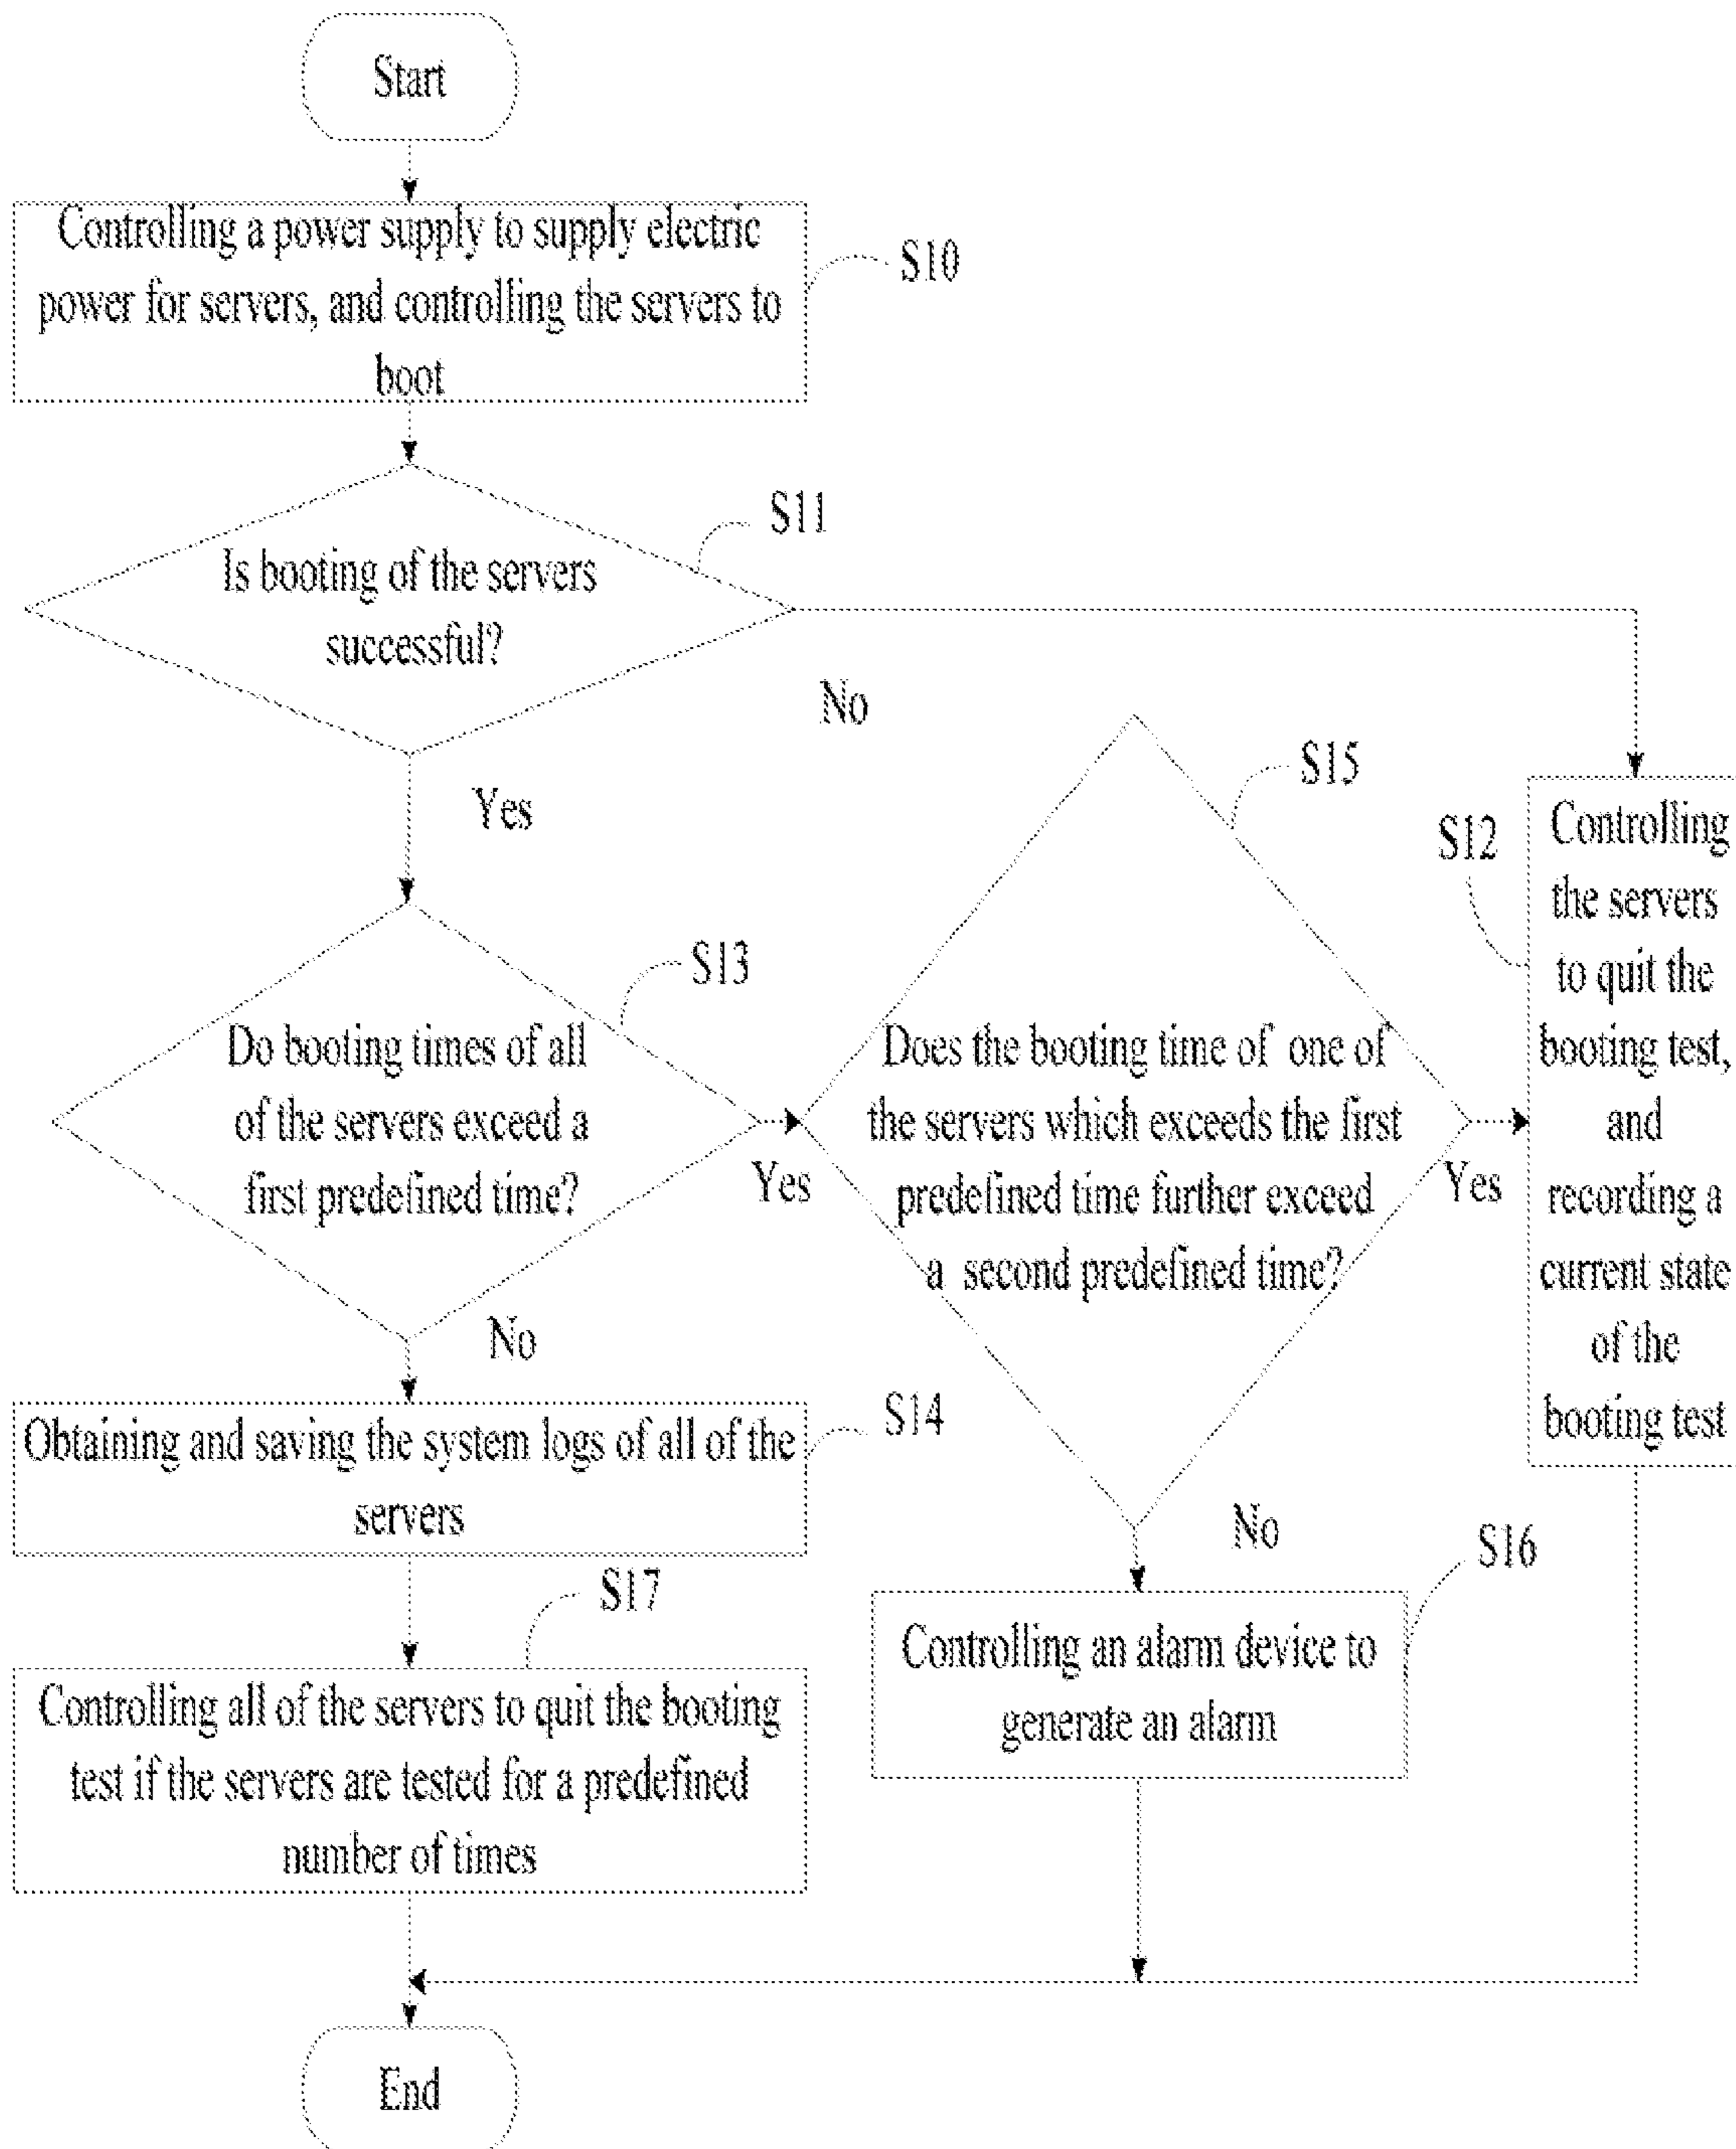 Start
Controlling a power supply to supply electric
power for servers, and controlling the servers to
boot
S10
Is booting of the servers
successful?
S11
No
Yes
Do booting times of all
of the servers exceed a
first predefined time?
S13
Yes
No
Does the booting time of one of
the servers which exceeds the first
predefined time further exceed
a second predefined time?
S15
Yes
No
Controlling
the servers
to quit the
booting test,
and
recording a
current state
of the
booting test
S12
Obtaining and saving the system logs of all of the
servers
S14
Controlling an alarm device to
generate an alarm
S16
Controlling all of the servers to quit the booting
test if the servers are tested for a predefined
number of times
S17
End